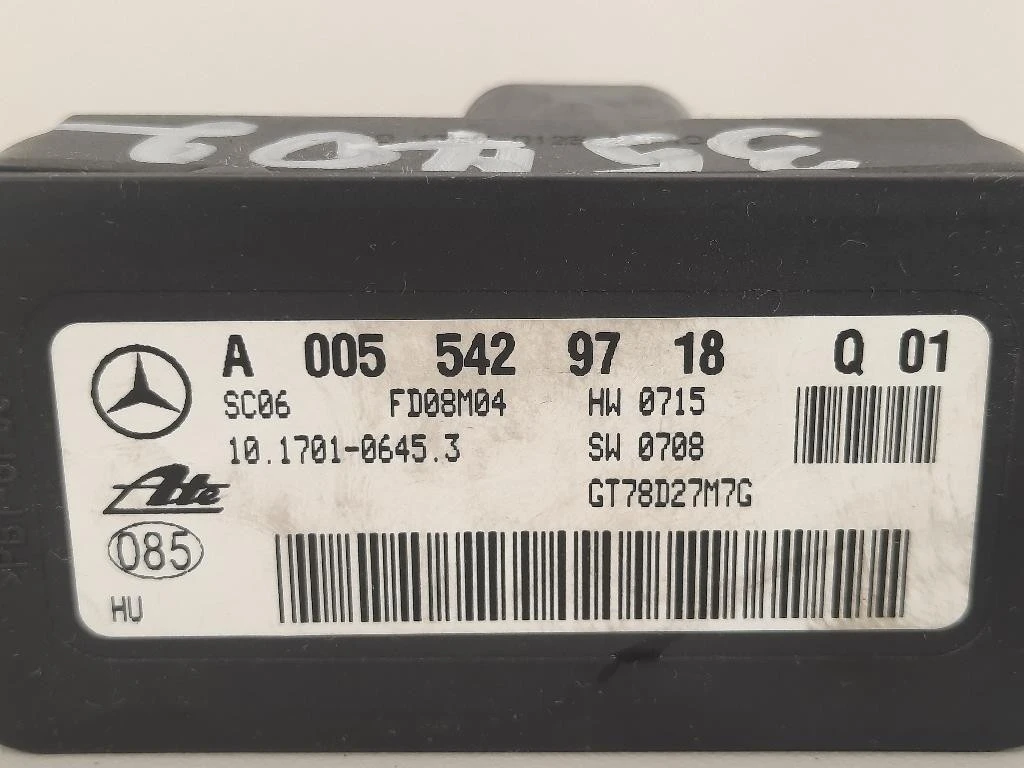 A 005 542 97 18 Q 01
SC06 FD08M04 HW 0715
10.1701-0645.3 SW 0708
Ate GT78D27M7G
085
HU